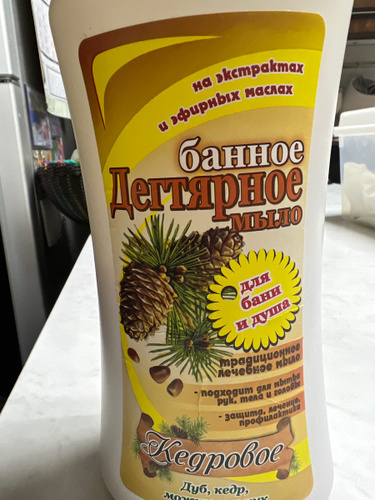 на экстрактах
и эфирных маслах
банное
Дегтярное
мыло
для
бани
и душа
традиционное
лечебное мыло
- подходит для мытья
рук, тела и головы
- защита, лечение,
профилактика
Кедровое
Дуб, кедр,